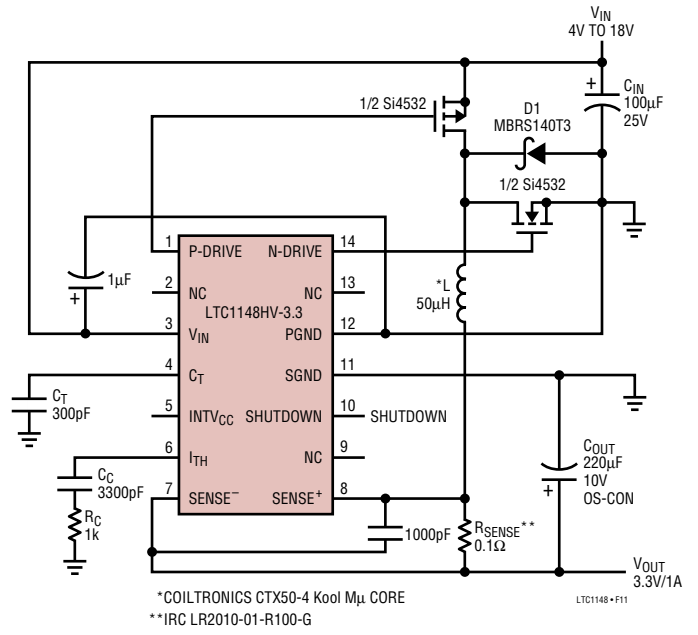 V_IN
4V TO 18V
C_IN
100µF
25V
+
1/2 Si4532
D1
MBRS140T3
1/2 Si4532
1µF
+
*L
50µH
LTC1148HV-3.3
1 P-DRIVE
2 NC
3 V_IN
4 C_T
5 INTV_CC
6 I_TH
7 SENSE⁻
14 N-DRIVE
13 NC
12 PGND
11 SGND
10 SHUTDOWN
SHUTDOWN
9 NC
8 SENSE⁺
C_T
300pF
C_C
3300pF
R_C
1k
1000pF
R_SENSE**
0.1Ω
C_OUT
220µF
10V
OS-CON
+
V_OUT
3.3V/1A
*COILTRONICS CTX50-4 Kool Mµ CORE
**IRC LR2010-01-R100-G
LTC1148 • F11